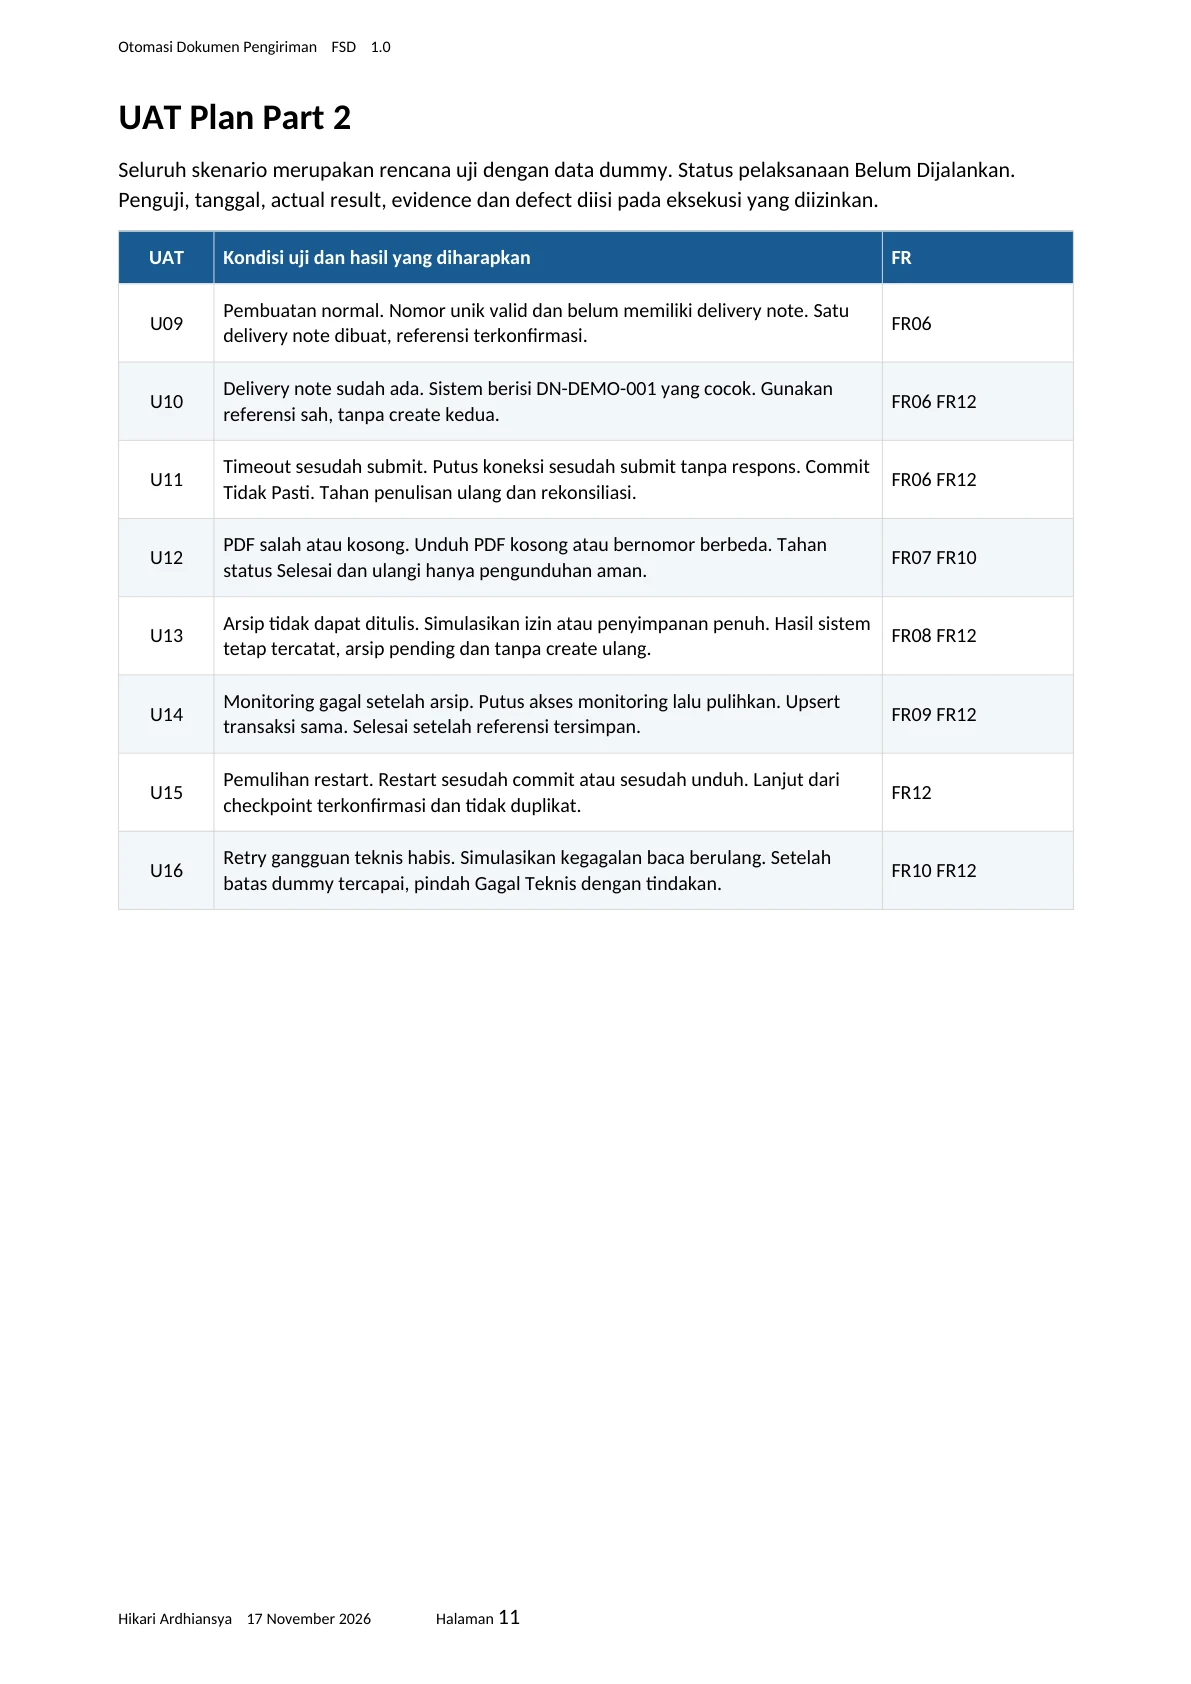 Otomasi Dokumen Pengiriman FSD 1.0
UAT Plan Part 2
Seluruh skenario merupakan rencana uji dengan data dummy. Status pelaksanaan Belum Dijalankan.
Penguji, tanggal, actual result, evidence dan defect diisi pada eksekusi yang diizinkan.
UAT Kondisi uji dan hasil yang diharapkan FR
U09 Pembuatan normal. Nomor unik valid dan belum memiliki delivery note. Satu
delivery note dibuat, referensi terkonfirmasi. FR06
U10 Delivery note sudah ada. Sistem berisi DN-DEMO-001 yang cocok. Gunakan
referensi sah, tanpa create kedua. FR06 FR12
U11 Timeout sesudah submit. Putus koneksi sesudah submit tanpa respons. Commit
Tidak Pasti. Tahan penulisan ulang dan rekonsiliasi. FR06 FR12
U12 PDF salah atau kosong. Unduh PDF kosong atau bernomor berbeda. Tahan
status Selesai dan ulangi hanya pengunduhan aman. FR07 FR10
U13 Arsip tidak dapat ditulis. Simulasikan izin atau penyimpanan penuh. Hasil sistem
tetap tercatat, arsip pending dan tanpa create ulang. FR08 FR12
U14 Monitoring gagal setelah arsip. Putus akses monitoring lalu pulihkan. Upsert
transaksi sama. Selesai setelah referensi tersimpan. FR09 FR12
U15 Pemulihan restart. Restart sesudah commit atau sesudah unduh. Lanjut dari
checkpoint terkonfirmasi dan tidak duplikat. FR12
U16 Retry gangguan teknis habis. Simulasikan kegagalan baca berulang. Setelah
batas dummy tercapai, pindah Gagal Teknis dengan tindakan. FR10 FR12
Hikari Ardhiansya 17 November 2026 Halaman 11